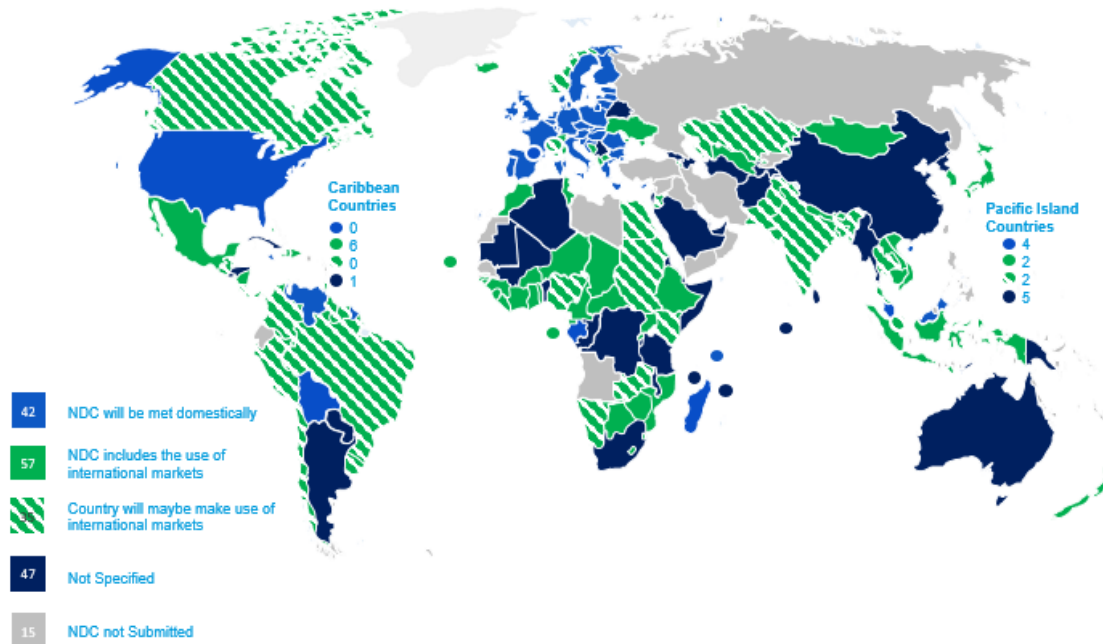 Caribbean
Countries
0
6
0
1
Pacific Island
Countries
4
2
2
5
42 NDC will be met domestically
57 NDC includes the use of
international markets
Country will maybe make use of
international markets
47 Not Specified
15 NDC not Submitted